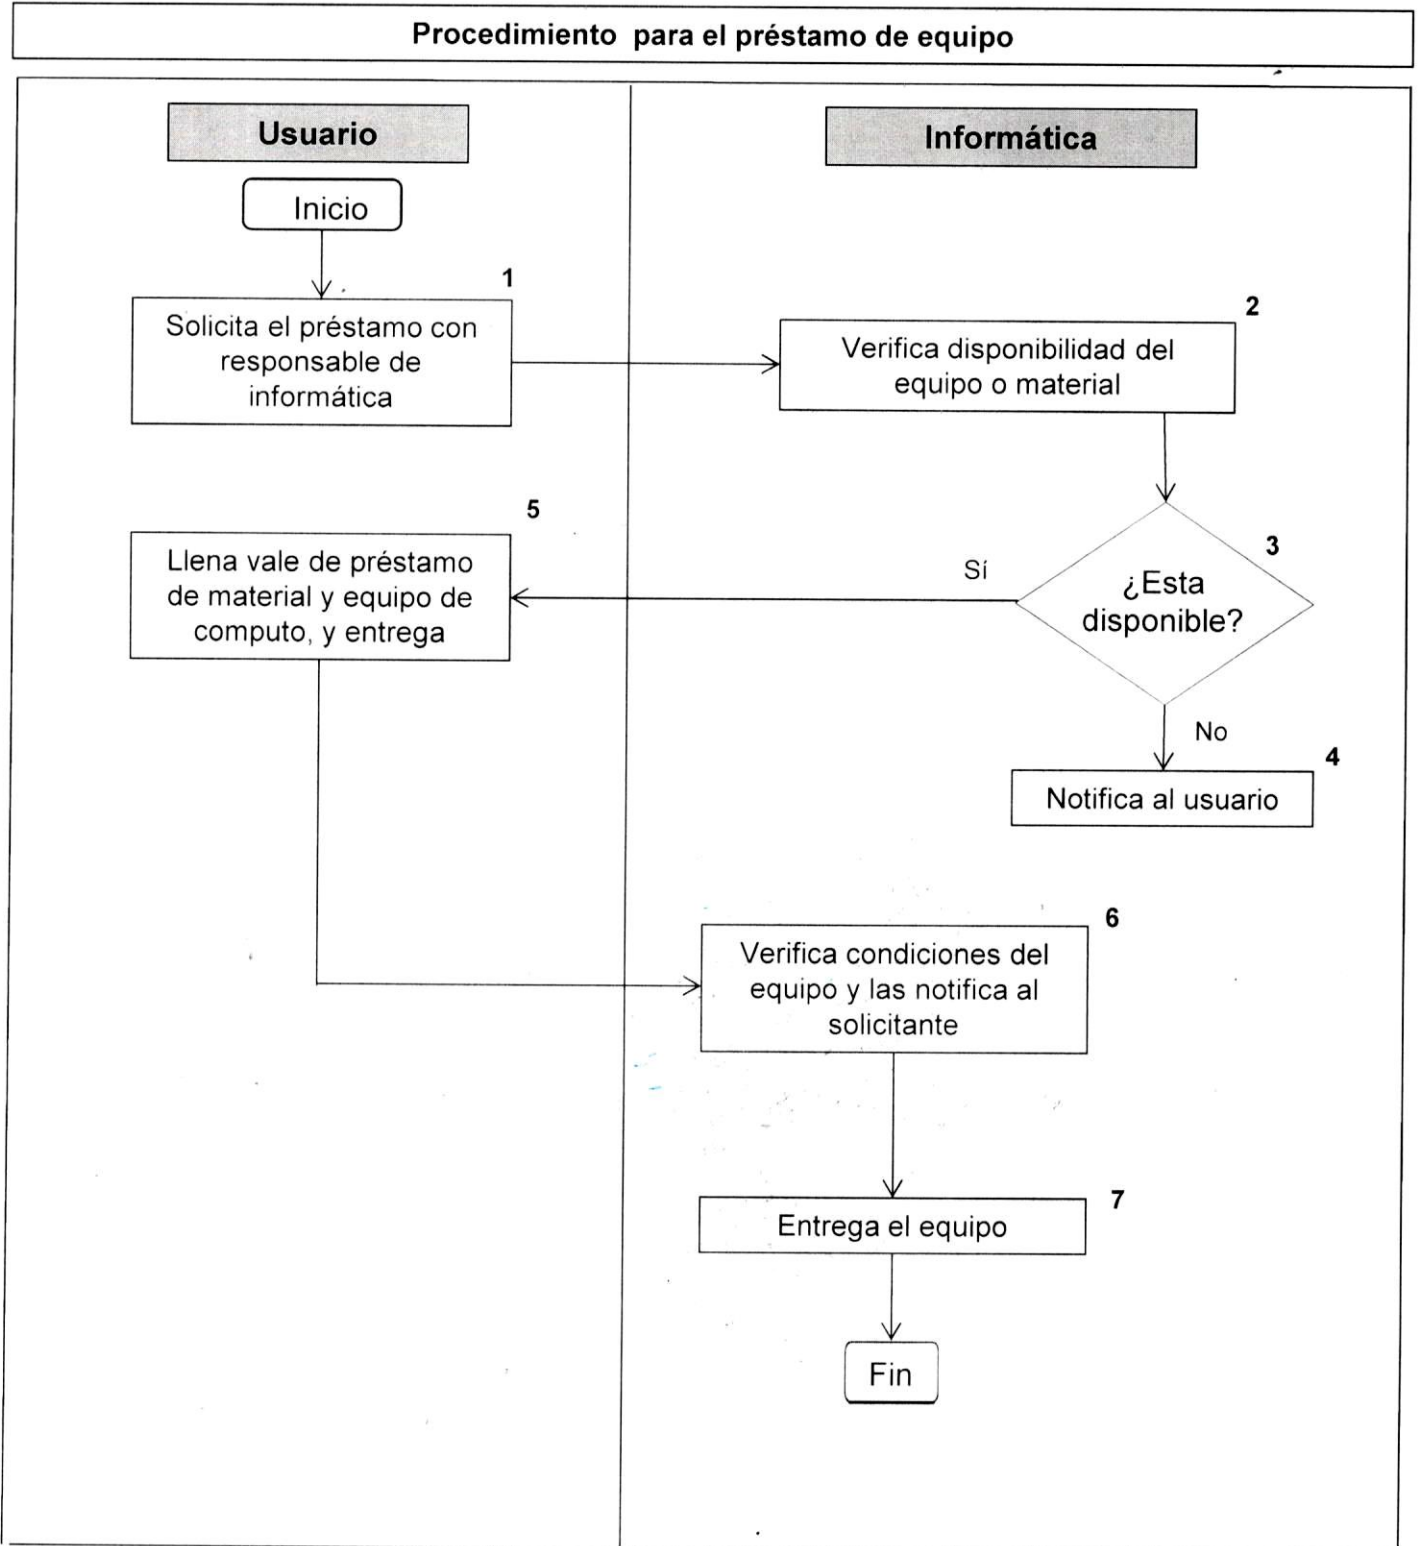 Procedimiento para el préstamo de equipo
Usuario
Informática
Inicio
1
Solicita el préstamo con
responsable de
informática
2
Verifica disponibilidad del
equipo o material
3
¿Esta
disponible?
Sí
No
4
Notifica al usuario
5
Llena vale de préstamo
de material y equipo de
computo, y entrega
6
Verifica condiciones del
equipo y las notifica al
solicitante
7
Entrega el equipo
Fin